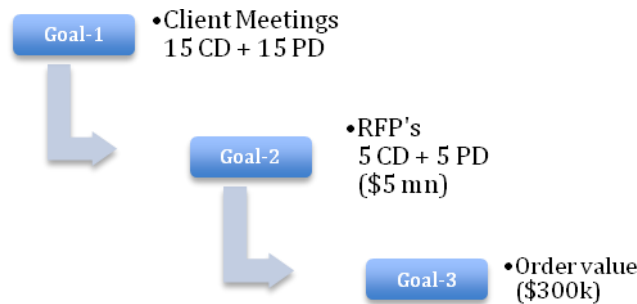 Goal-1
•Client Meetings
15 CD + 15 PD
Goal-2
•RFP's
5 CD + 5 PD
($5 mn)
Goal-3
•Order value
($300k)